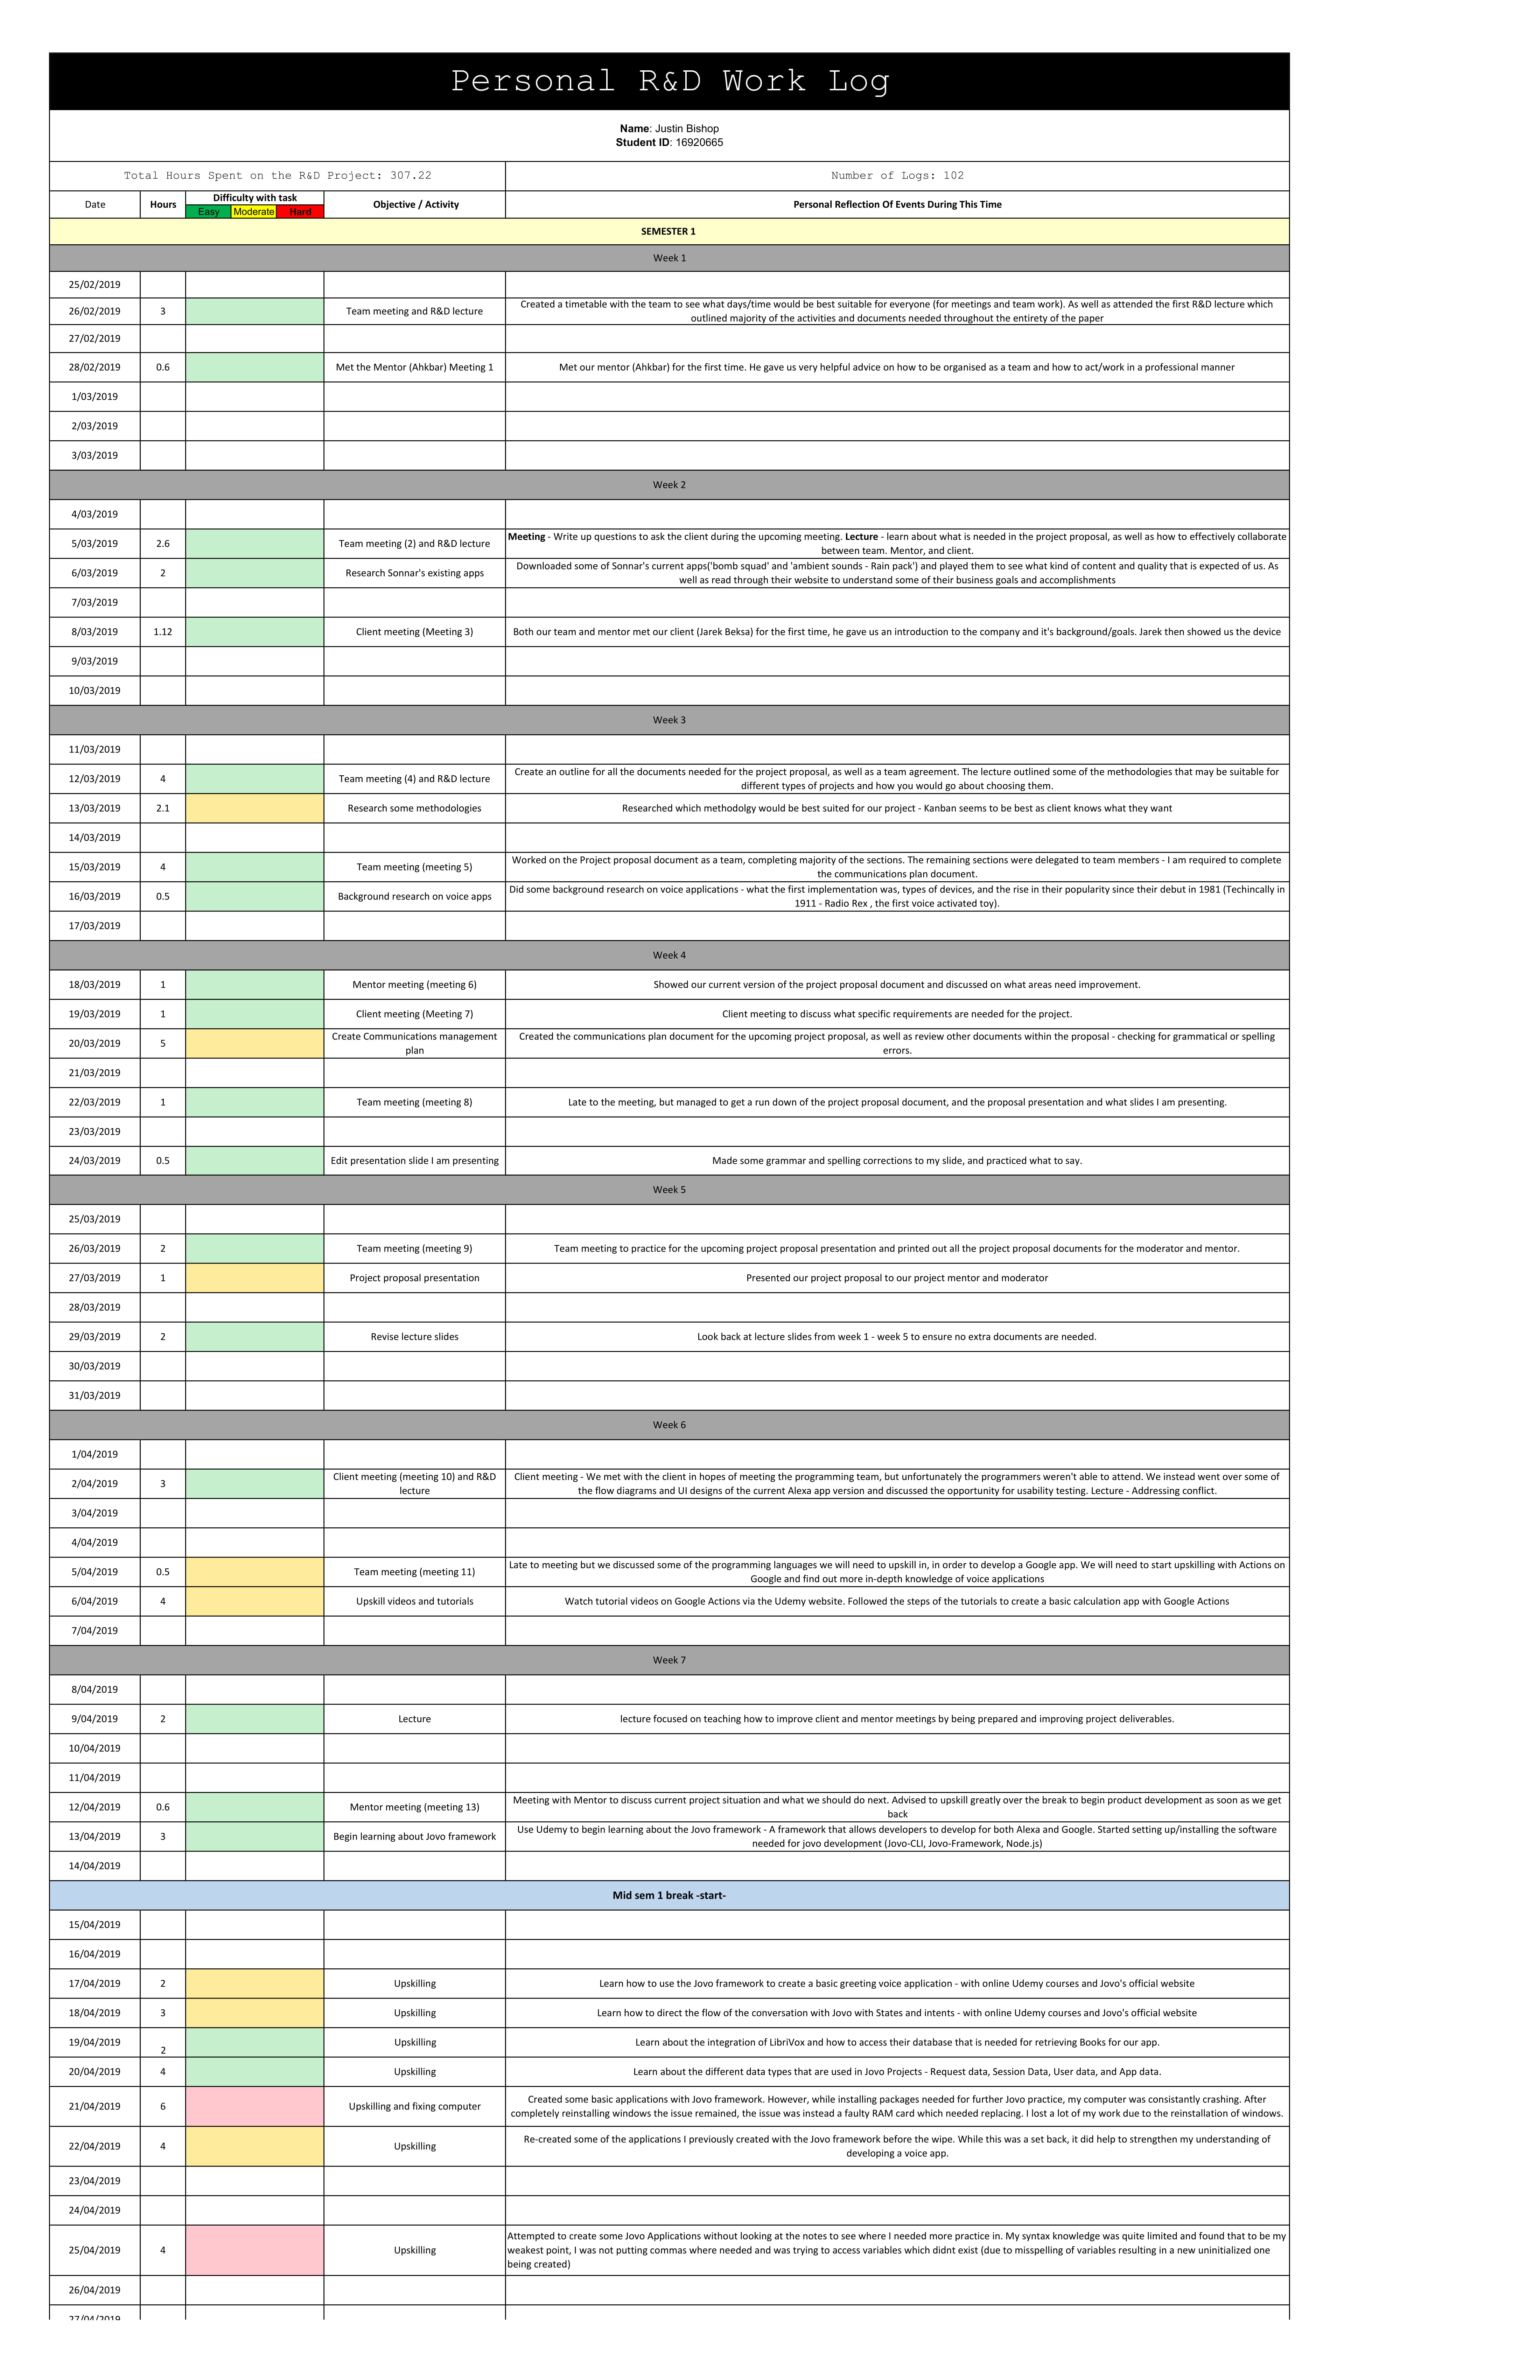 Personal R&D Work Log
Name: Justin Bishop
Student ID: 16920665
Total Hours Spent on the R&D Project: 307.22
Number of Logs: 102
Date
Hours
Difficulty with task
Easy
Moderate
Hard
Objective / Activity
Personal Reflection Of Events During This Time
SEMESTER 1
Week 1
25/02/2019
26/02/2019
3
Team meeting and R&D lecture
Created a timetable with the team to see what days/time would be best suitable for everyone (for meetings and team work). As well as attended the first R&D lecture which
outlined majority of the activities and documents needed throughout the entirety of the paper
27/02/2019
28/02/2019
0.6
Met the Mentor (Ahkbar) Meeting 1
Met our mentor (Ahkbar) for the first time. He gave us very helpful advice on how to be organised as a team and how to act/work in a professional manner
1/03/2019
2/03/2019
3/03/2019
Week 2
4/03/2019
5/03/2019
2.6
Team meeting (2) and R&D lecture
Meeting - Write up questions to ask the client during the upcoming meeting. Lecture - learn about what is needed in the project proposal, as well as how to effectively collaborate
between team. Mentor, and client.
6/03/2019
2
Research Sonnar's existing apps
Downloaded some of Sonnar's current apps('bomb squad' and 'ambient sounds - Rain pack') and played them to see what kind of content and quality that is expected of us. As
well as read through their website to understand some of their business goals and accomplishments
7/03/2019
8/03/2019
1.12
Client meeting (Meeting 3)
Both our team and mentor met our client (Jarek Beksa) for the first time, he gave us an introduction to the company and it's background/goals. Jarek then showed us the device
9/03/2019
10/03/2019
Week 3
11/03/2019
12/03/2019
4
Team meeting (4) and R&D lecture
Create an outline for all the documents needed for the project proposal, as well as a team agreement. The lecture outlined some of the methodologies that may be suitable for
different types of projects and how you would go about choosing them.
13/03/2019
2.1
Research some methodologies
Researched which methodolgy would be best suited for our project - Kanban seems to be best as client knows what they want
14/03/2019
15/03/2019
4
Team meeting (meeting 5)
Worked on the Project proposal document as a team, completing majority of the sections. The remaining sections were delegated to team members - I am required to complete
the communications plan document.
16/03/2019
0.5
Background research on voice apps
Did some background research on voice applications - what the first implementation was, types of devices, and the rise in their popularity since their debut in 1981 (Techincally in
1911 - Radio Rex , the first voice activated toy).
17/03/2019
Week 4
18/03/2019
1
Mentor meeting (meeting 6)
Showed our current version of the project proposal document and discussed on what areas need improvement.
19/03/2019
1
Client meeting (Meeting 7)
Client meeting to discuss what specific requirements are needed for the project.
20/03/2019
5
Create Communications management
plan
Created the communications plan document for the upcoming project proposal, as well as review other documents within the proposal - checking for grammatical or spelling
errors.
21/03/2019
22/03/2019
1
Team meeting (meeting 8)
Late to the meeting, but managed to get a run down of the project proposal document, and the proposal presentation and what slides I am presenting.
23/03/2019
24/03/2019
0.5
Edit presentation slide I am presenting
Made some grammar and spelling corrections to my slide, and practiced what to say.
Week 5
25/03/2019
26/03/2019
2
Team meeting (meeting 9)
Team meeting to practice for the upcoming project proposal presentation and printed out all the project proposal documents for the moderator and mentor.
27/03/2019
1
Project proposal presentation
Presented our project proposal to our project mentor and moderator
28/03/2019
29/03/2019
2
Revise lecture slides
Look back at lecture slides from week 1 - week 5 to ensure no extra documents are needed.
30/03/2019
31/03/2019
Week 6
1/04/2019
2/04/2019
3
Client meeting (meeting 10) and R&D
lecture
Client meeting - We met with the client in hopes of meeting the programming team, but unfortunately the programmers weren't able to attend. We instead went over some of
the flow diagrams and UI designs of the current Alexa app version and discussed the opportunity for usability testing. Lecture - Addressing conflict.
3/04/2019
4/04/2019
5/04/2019
0.5
Team meeting (meeting 11)
Late to meeting but we discussed some of the programming languages we will need to upskill in, in order to develop a Google app. We will need to start upskilling with Actions on
Google and find out more in-depth knowledge of voice applications
6/04/2019
4
Upskill videos and tutorials
Watch tutorial videos on Google Actions via the Udemy website. Followed the steps of the tutorials to create a basic calculation app with Google Actions
7/04/2019
Week 7
8/04/2019
9/04/2019
2
Lecture
lecture focused on teaching how to improve client and mentor meetings by being prepared and improving project deliverables.
10/04/2019
11/04/2019
12/04/2019
0.6
Mentor meeting (meeting 13)
Meeting with Mentor to discuss current project situation and what we should do next. Advised to upskill greatly over the break to begin product development as soon as we get
back
13/04/2019
3
Begin learning about Jovo framework
Use Udemy to begin learning about the Jovo framework - A framework that allows developers to develop for both Alexa and Google. Started setting up/installing the software
needed for jovo development (Jovo-CLI, Jovo-Framework, Node.js)
14/04/2019
Mid sem 1 break -start-
15/04/2019
16/04/2019
17/04/2019
2
Upskilling
Learn how to use the Jovo framework to create a basic greeting voice application - with online Udemy courses and Jovo's official website
18/04/2019
3
Upskilling
Learn how to direct the flow of the conversation with Jovo with States and intents - with online Udemy courses and Jovo's official website
19/04/2019
2
Upskilling
Learn about the integration of LibriVox and how to access their database that is needed for retrieving Books for our app.
20/04/2019
4
Upskilling
Learn about the different data types that are used in Jovo Projects - Request data, Session Data, User data, and App data.
21/04/2019
6
Upskilling and fixing computer
Created some basic applications with Jovo framework. However, while installing packages needed for further Jovo practice, my computer was consistantly crashing. After
completely reinstalling windows the issue remained, the issue was instead a faulty RAM card which needed replacing. I lost a lot of my work due to the reinstallation of windows.
22/04/2019
4
Upskilling
Re-created some of the applications I previously created with the Jovo framework before the wipe. While this was a set back, it did help to strengthen my understanding of
developing a voice app.
23/04/2019
24/04/2019
25/04/2019
4
Upskilling
Attempted to create some Jovo Applications without looking at the notes to see where I needed more practice in. My syntax knowledge was quite limited and found that to be my
weakest point, I was not putting commas where needed and was trying to access variables which didnt exist (due to misspelling of variables resulting in a new uninitialized one
being created)
26/04/2019
27/04/2019